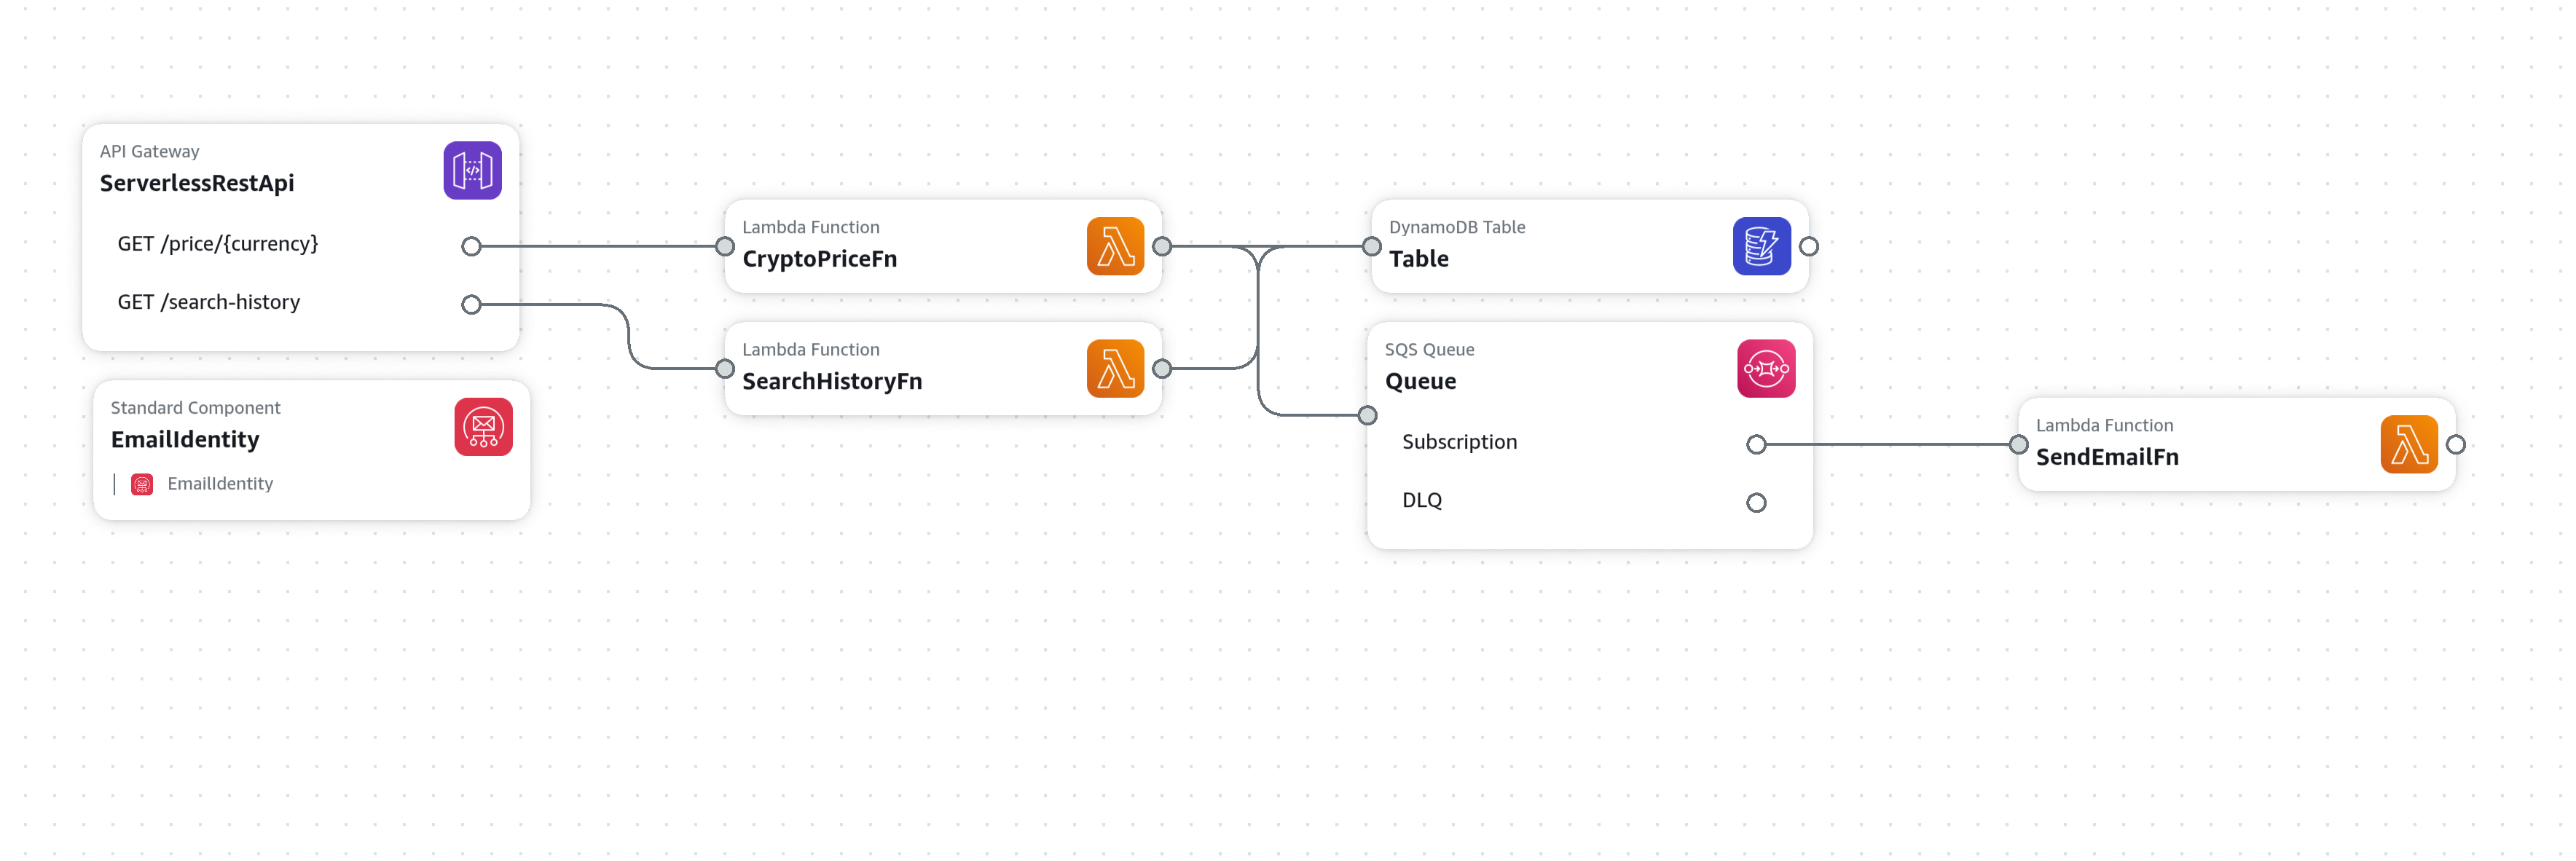 API Gateway
ServerlessRestApi
GET /price/{currency}
GET /search-history
Standard Component
EmailIdentity
EmailIdentity
Lambda Function
CryptoPriceFn
Lambda Function
SearchHistoryFn
DynamoDB Table
Table
SQS Queue
Queue
Subscription
DLQ
Lambda Function
SendEmailFn